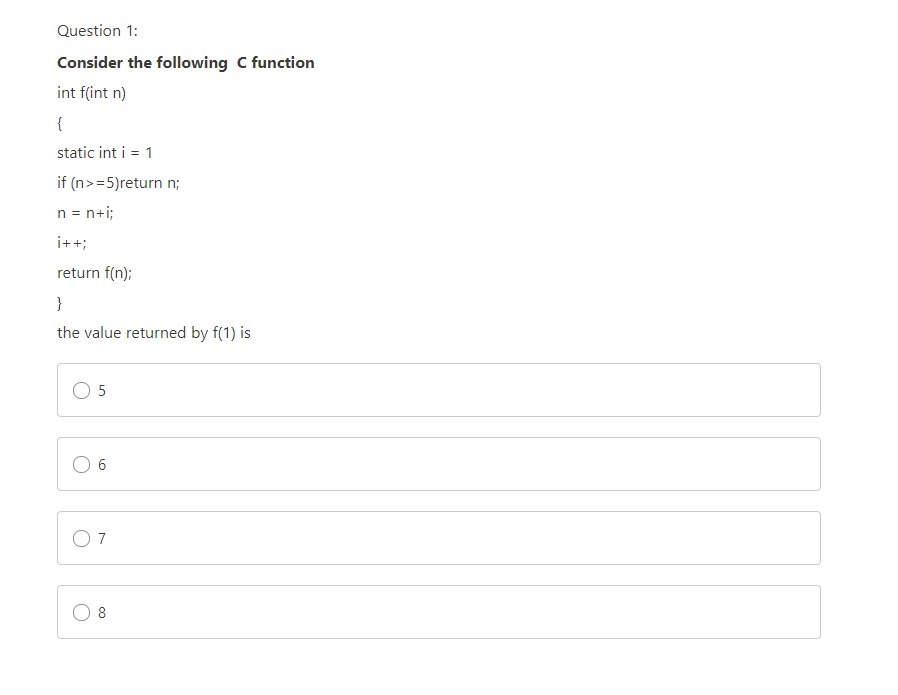 Question 1:
Consider the following  C function
int f(int n)
{
static int i = 1
if (n>=5)return n;
n = n+i;
i++;
return f(n);
}
the value returned by f(1) is
5
6
7
8